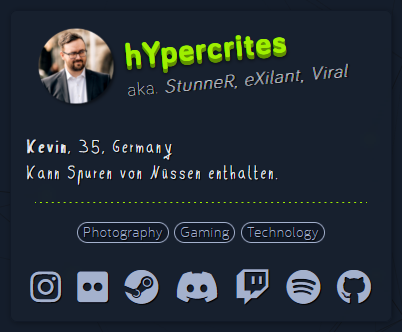 hYpercrites
aka. StunneR, eXilant, Viral
Kevin, 35, Germany
Kann Spuren von Nüssen enthalten.
Photography Gaming Technology